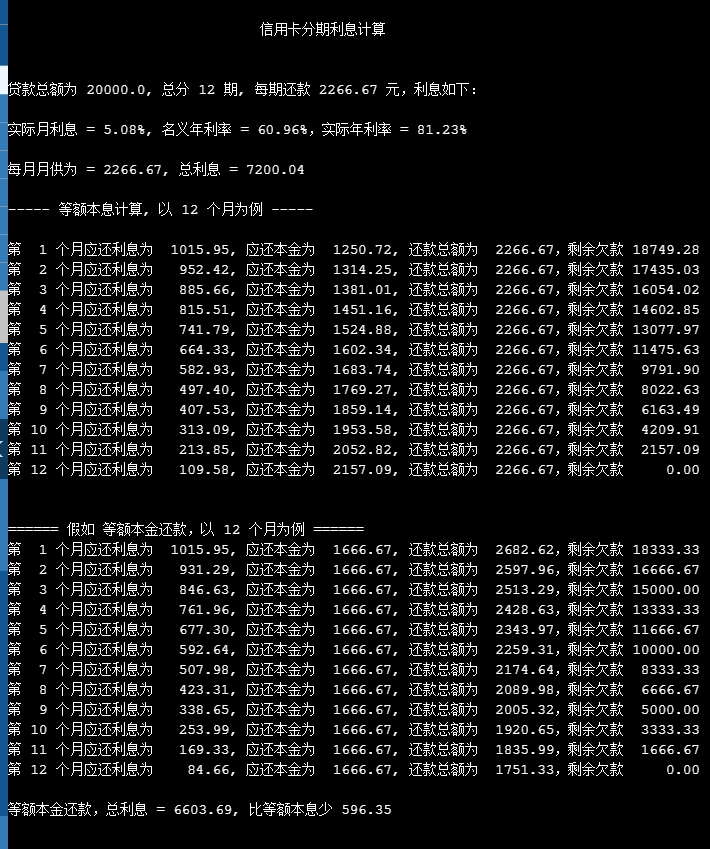 信用卡分期利息计算
贷款总额为 20000.0, 总分 12 期, 每期还款 2266.67 元，利息如下：
实际月利息 = 5.08%, 名义年利率 = 60.96%，实际年利率 = 81.23%
每月月供为 = 2266.67, 总利息 = 7200.04
----- 等额本息计算，以 12 个月为例 -----
第 1 个月应还利息为 1015.95, 应还本金为 1250.72, 还款总额为 2266.67，剩余欠款 18749.28
第 2 个月应还利息为 952.42, 应还本金为 1314.25, 还款总额为 2266.67，剩余欠款 17435.03
第 3 个月应还利息为 885.66, 应还本金为 1381.01, 还款总额为 2266.67，剩余欠款 16054.02
第 4 个月应还利息为 815.51, 应还本金为 1451.16, 还款总额为 2266.67，剩余欠款 14602.85
第 5 个月应还利息为 741.79, 应还本金为 1524.88, 还款总额为 2266.67，剩余欠款 13077.97
第 6 个月应还利息为 664.33, 应还本金为 1602.34, 还款总额为 2266.67，剩余欠款 11475.63
第 7 个月应还利息为 582.93, 应还本金为 1683.74, 还款总额为 2266.67，剩余欠款 9791.90
第 8 个月应还利息为 497.40, 应还本金为 1769.27, 还款总额为 2266.67，剩余欠款 8022.63
第 9 个月应还利息为 407.53, 应还本金为 1859.14, 还款总额为 2266.67，剩余欠款 6163.49
第 10 个月应还利息为 313.09, 应还本金为 1953.58, 还款总额为 2266.67，剩余欠款 4209.91
第 11 个月应还利息为 213.85, 应还本金为 2052.82, 还款总额为 2266.67，剩余欠款 2157.09
第 12 个月应还利息为 109.58, 应还本金为 2157.09, 还款总额为 2266.67，剩余欠款 0.00
====== 假如 等额本金还款，以 12 个月为例 ======
第 1 个月应还利息为 1015.95, 应还本金为 1666.67, 还款总额为 2682.62，剩余欠款 18333.33
第 2 个月应还利息为 931.29, 应还本金为 1666.67, 还款总额为 2597.96，剩余欠款 16666.67
第 3 个月应还利息为 846.63, 应还本金为 1666.67, 还款总额为 2513.29，剩余欠款 15000.00
第 4 个月应还利息为 761.96, 应还本金为 1666.67, 还款总额为 2428.63，剩余欠款 13333.33
第 5 个月应还利息为 677.30, 应还本金为 1666.67, 还款总额为 2343.97，剩余欠款 11666.67
第 6 个月应还利息为 592.64, 应还本金为 1666.67, 还款总额为 2259.31，剩余欠款 10000.00
第 7 个月应还利息为 507.98, 应还本金为 1666.67, 还款总额为 2174.64，剩余欠款 8333.33
第 8 个月应还利息为 423.31, 应还本金为 1666.67, 还款总额为 2089.98，剩余欠款 6666.67
第 9 个月应还利息为 338.65, 应还本金为 1666.67, 还款总额为 2005.32，剩余欠款 5000.00
第 10 个月应还利息为 253.99, 应还本金为 1666.67, 还款总额为 1920.65，剩余欠款 3333.33
第 11 个月应还利息为 169.33, 应还本金为 1666.67, 还款总额为 1835.99，剩余欠款 1666.67
第 12 个月应还利息为 84.66, 应还本金为 1666.67, 还款总额为 1751.33，剩余欠款 0.00
等额本金还款，总利息 = 6603.69, 比等额本息少 596.35